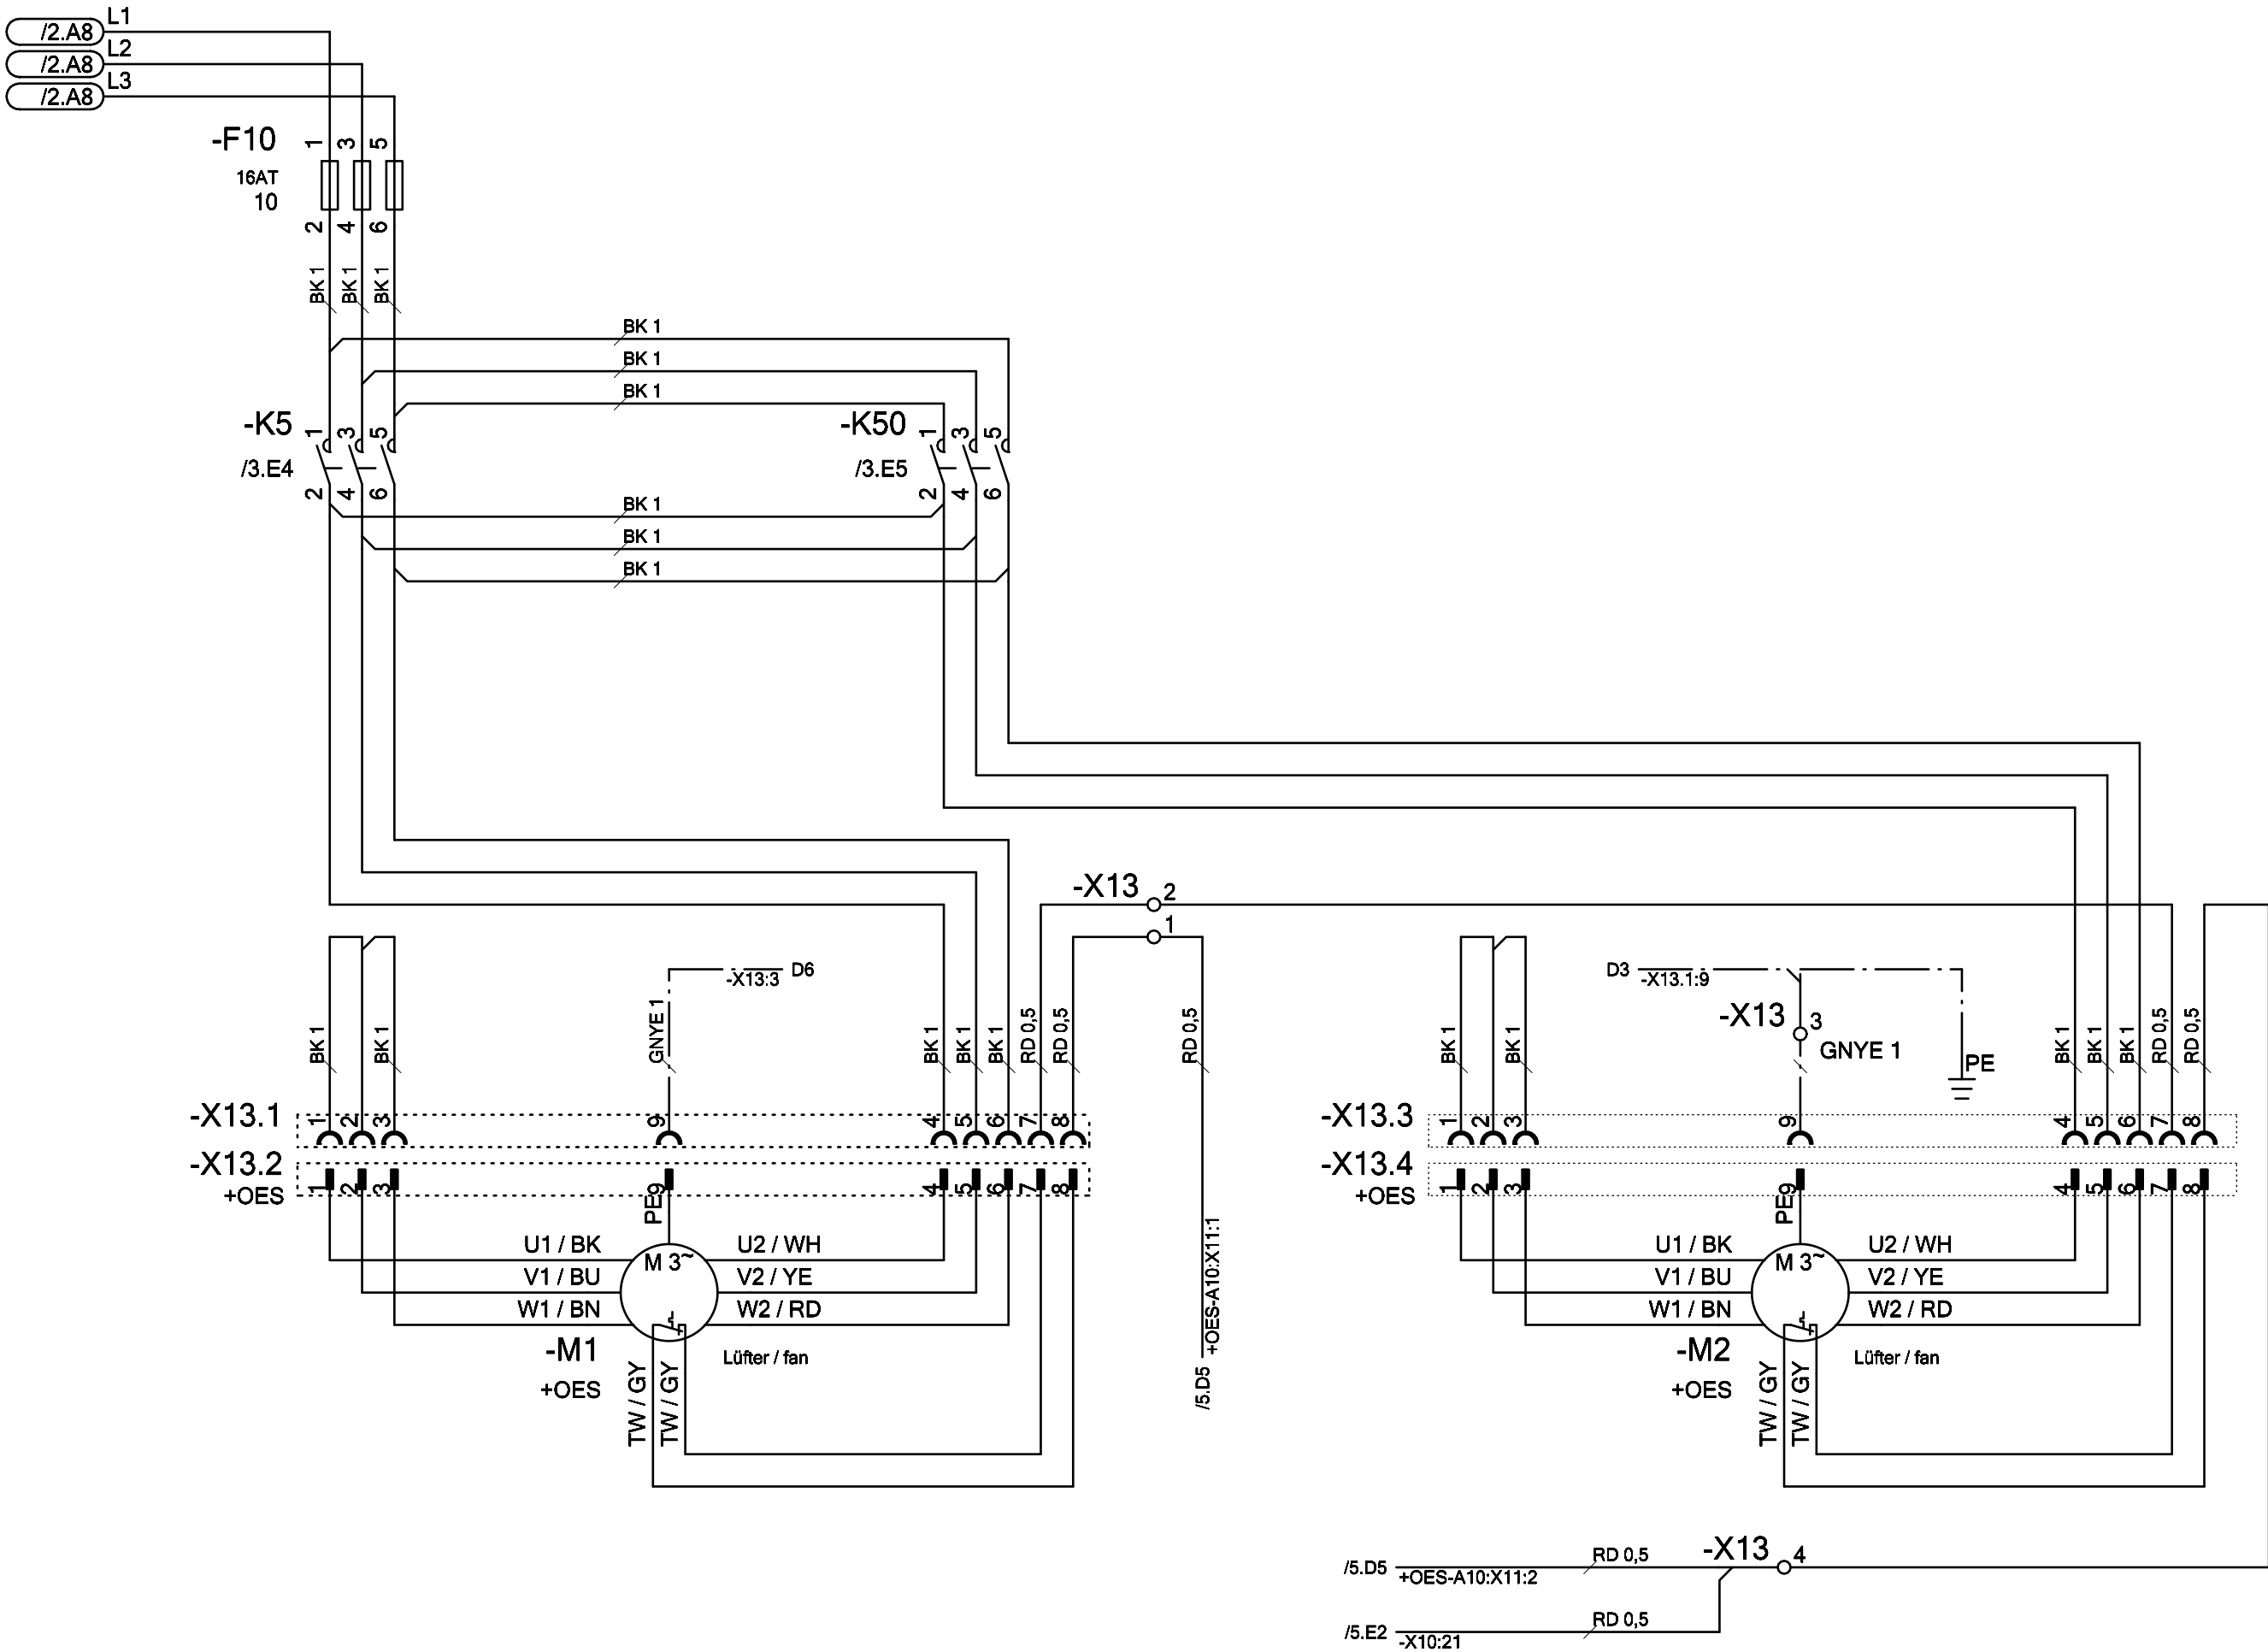 L1
/2.A8
L2
/2.A8
L3
/2.A8
-F10
1 3 5
16AT
10
2 4 6
BK 1 BK 1 BK 1
BK 1
BK 1
BK 1
-K5 1 3 5
/3.E4
2 4 6
-K50 1 3 5
/3.E5
2 4 6
BK 1
BK 1
BK 1
-X13 2
1
-X13:3 D6
D3 -X13.1:9
-X13 3
GNYE 1
PE
BK 1 BK 1 GNYE 1 BK 1 BK 1 BK 1 RD 0,5 RD 0,5 RD 0,5
BK 1 BK 1 BK 1 BK 1 BK 1 RD 0,5 RD 0,5
-X13.1 1 2 3 9 4 5 6 7 8
-X13.2 1 2 3 9 4 5 6 7 8
+OES
PE
-X13.3 1 2 3 9 4 5 6 7 8
-X13.4 1 2 3 9 4 5 6 7 8
+OES
PE
U1 / BK M 3~ U2 / WH
V1 / BU V2 / YE
W1 / BN W2 / RD
-M1
+OES
Lüfter / fan
TW / GY
TW / GY
+OES-A10:X11:1
/5.D5
U1 / BK M 3~ U2 / WH
V1 / BU V2 / YE
W1 / BN W2 / RD
-M2
+OES
Lüfter / fan
TW / GY
TW / GY
/5.D5 +OES-A10:X11:2 RD 0,5 -X13 4
/5.E2 -X10:21 RD 0,5